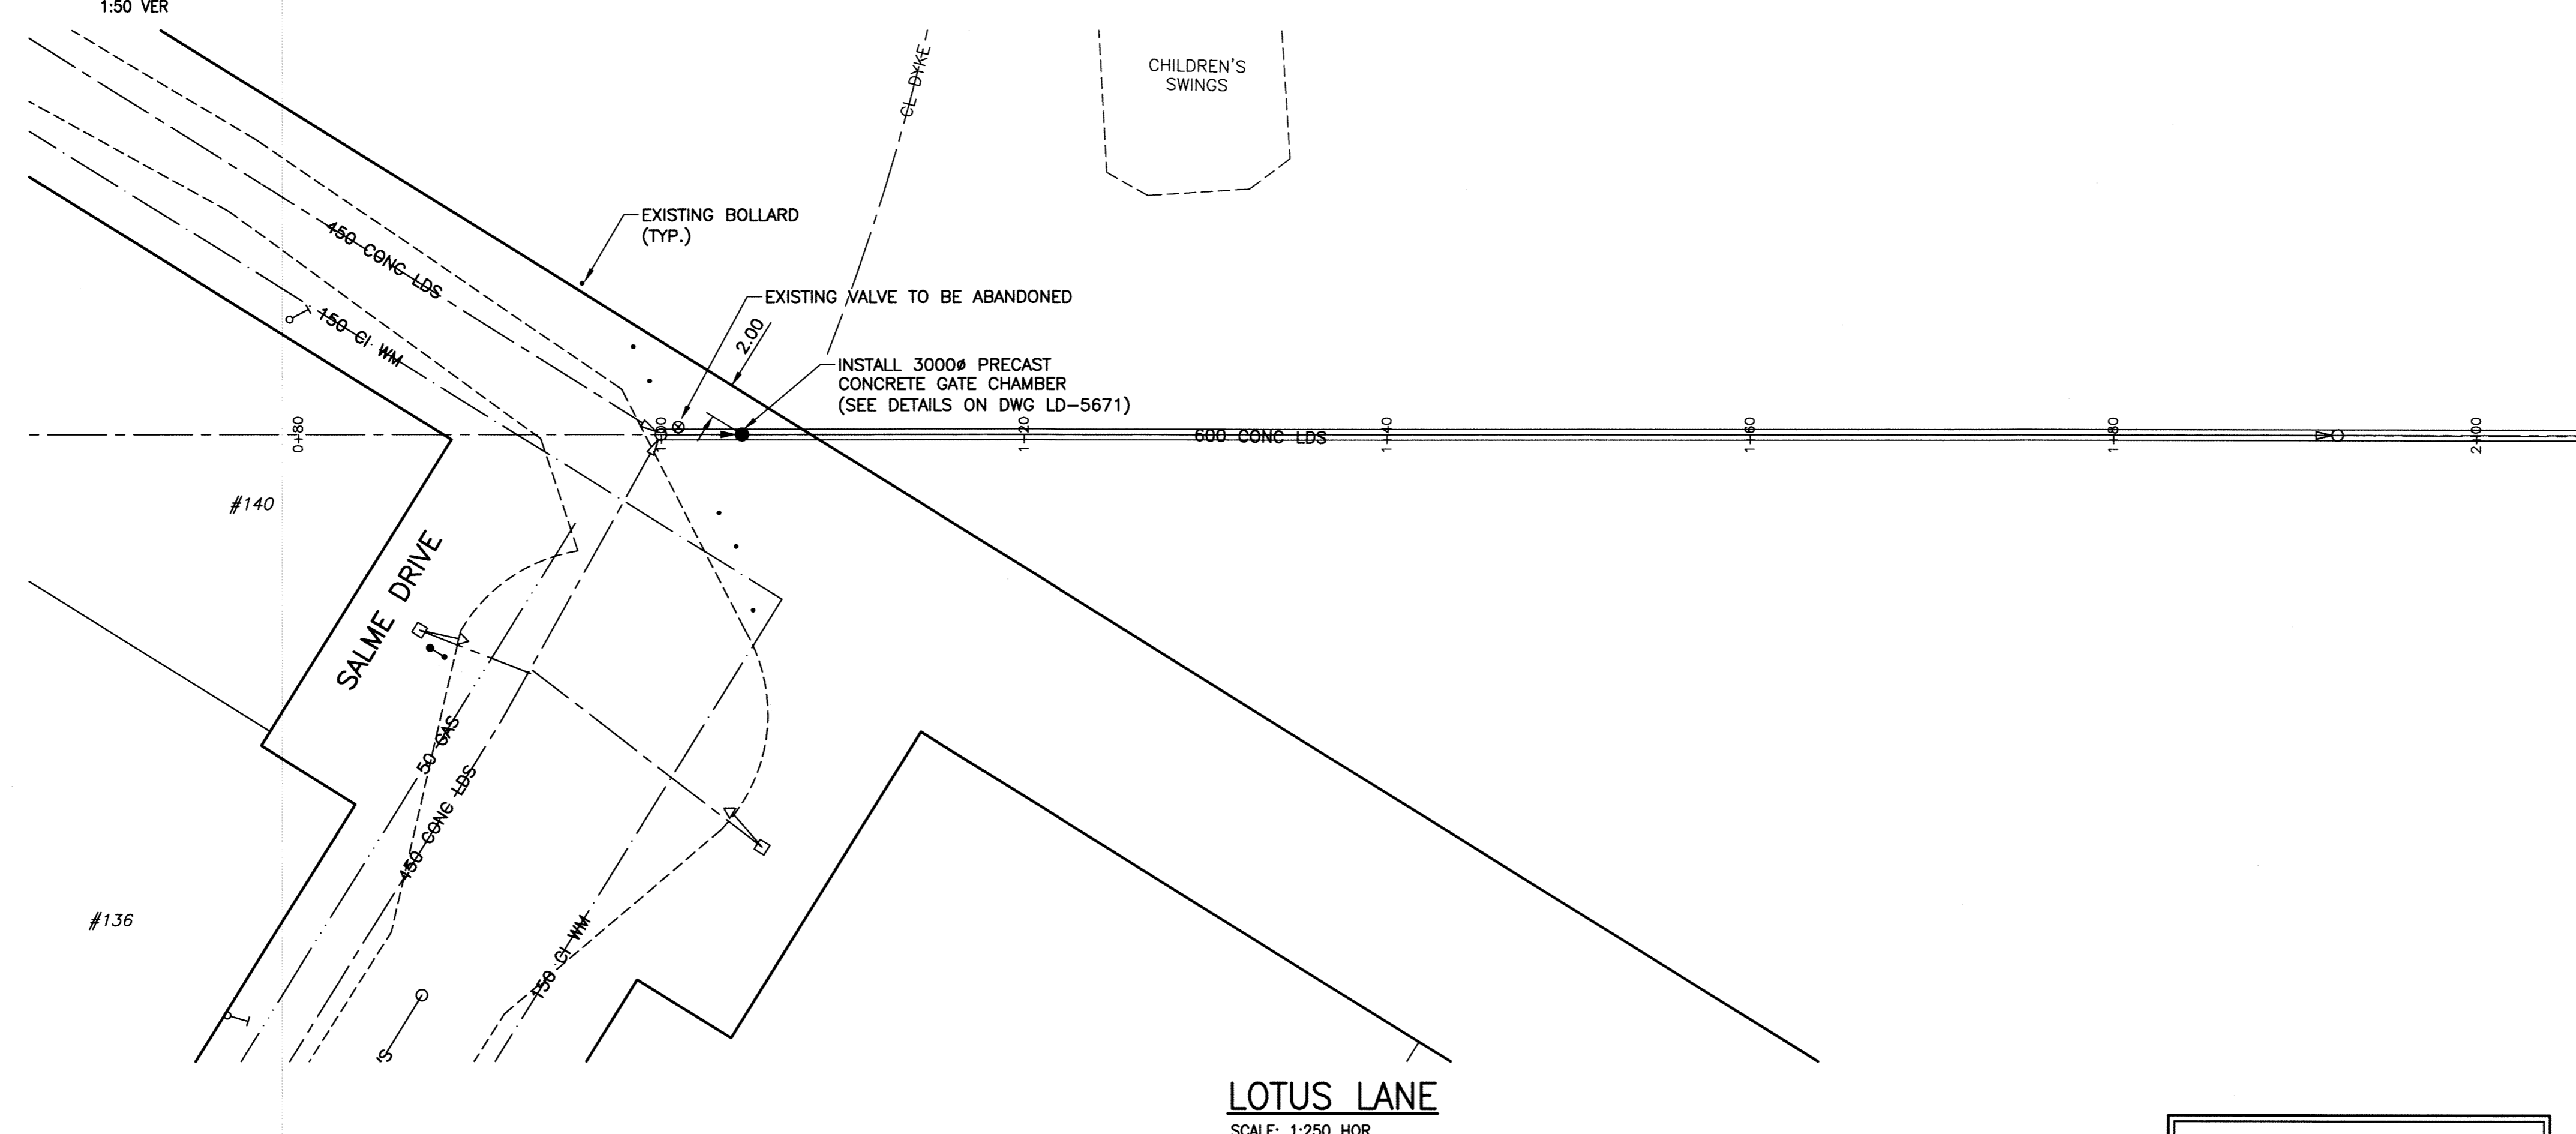 1:50 VER
CL DYKE
CHILDREN'S
SWINGS
EXISTING BOLLARD
(TYP.)
450 CONC LDS
150 CI WM
EXISTING VALVE TO BE ABANDONED
2.00
INSTALL 3000ø PRECAST
CONCRETE GATE CHAMBER
(SEE DETAILS ON DWG LD-5671)
0+80
1+00
1+20
600 CONC LDS
1+40
1+60
1+80
2+00
#140
SALME DRIVE
50 GAS
450 CONC LDS
#136
150 CI WM
LOTUS LANE
SCALE: 1:250 HOR